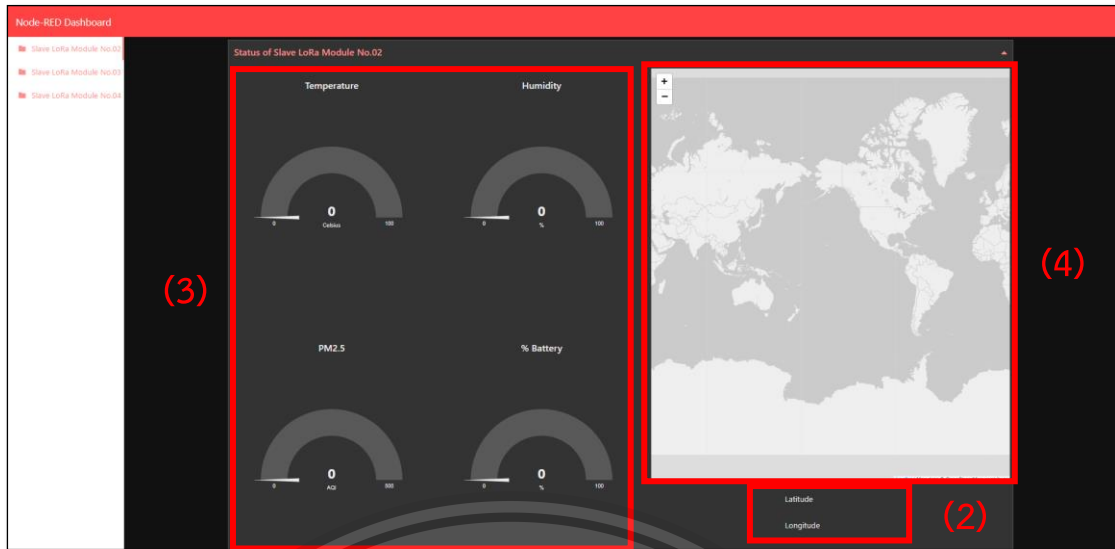 Node-RED Dashboard
Slave LoRa Module No.02
Slave LoRa Module No.03
Slave LoRa Module No.04
Status of Slave LoRa Module No.02
Temperature
0
Celsius
0 100
Humidity
0
%
0 100
PM2.5
0
AQI
0 500
% Battery
0
%
0 100
(3)
+
−
(4)
Latitude
Longitude
(2)